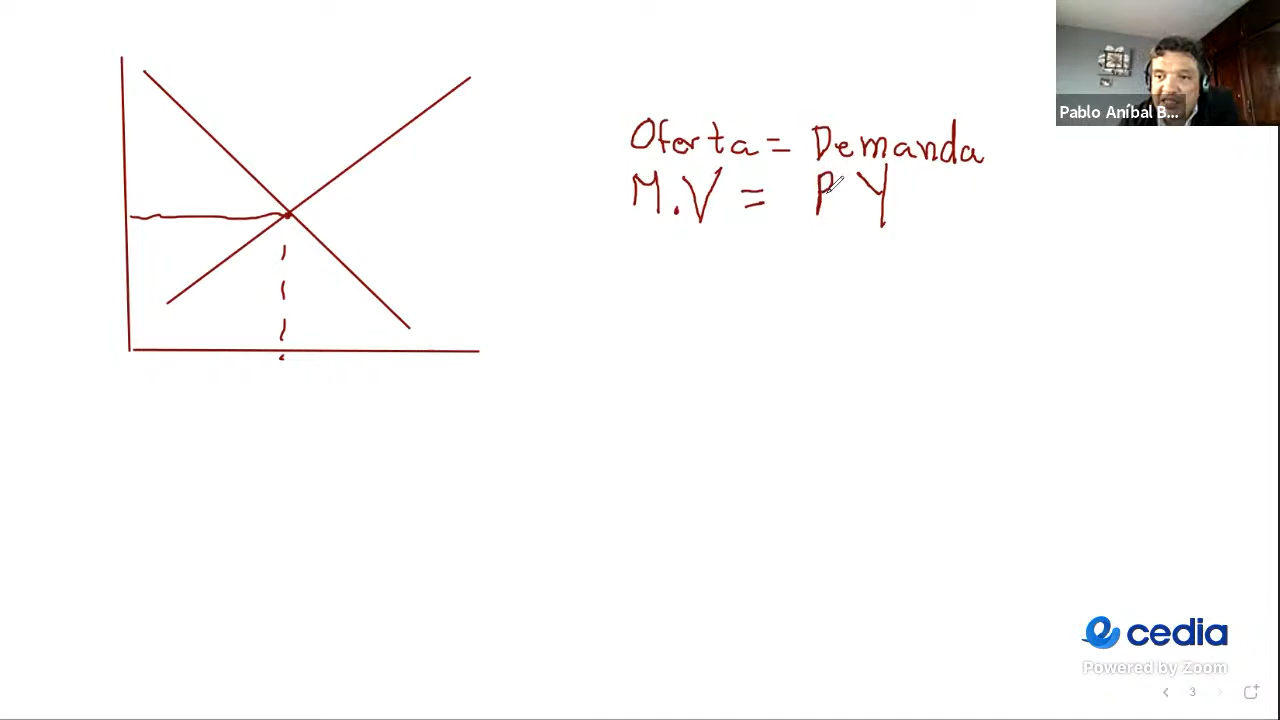 Pablo Aníbal B...
Oferta = Demanda
M.V = P Y
cedia
Powered by Zoom
3